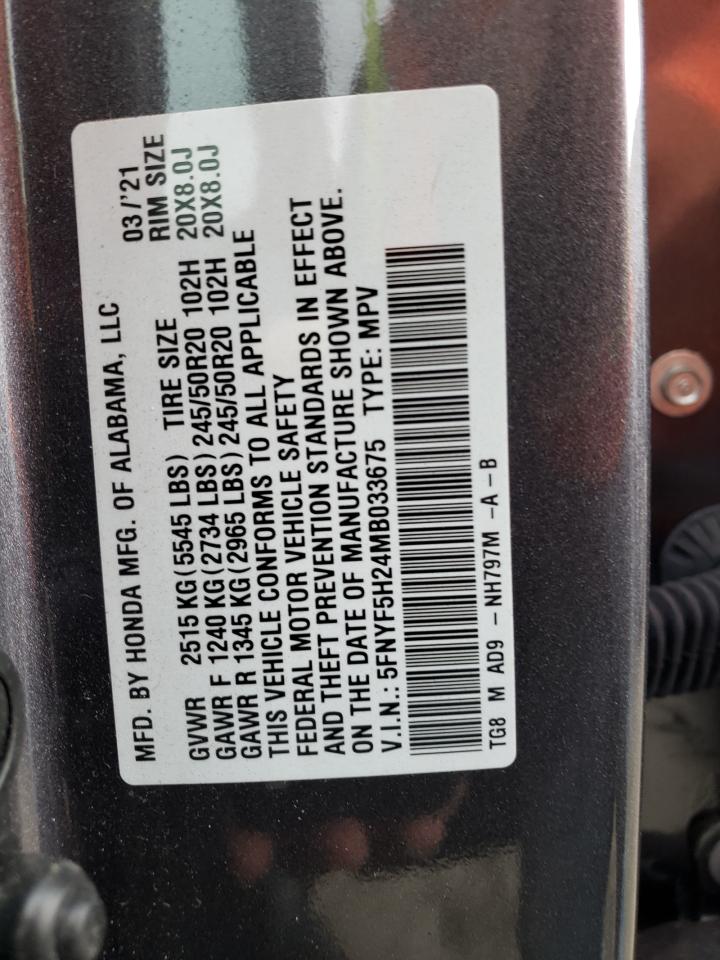 MFD. BY HONDA MFG. OF ALABAMA, LLC 03/'21
GVWR 2515 KG (5545 LBS) TIRE SIZE RIM SIZE
GAWR F 1240 KG (2734 LBS) 245/50R20 102H 20X8.0J
GAWR R 1345 KG (2965 LBS) 245/50R20 102H 20X8.0J
THIS VEHICLE CONFORMS TO ALL APPLICABLE
FEDERAL MOTOR VEHICLE SAFETY
AND THEFT PREVENTION STANDARDS IN EFFECT
ON THE DATE OF MANUFACTURE SHOWN ABOVE.
V.I.N.: 5FNYF5H24MB033675 TYPE: MPV
TG8 M AD9 -NH797M -A-B